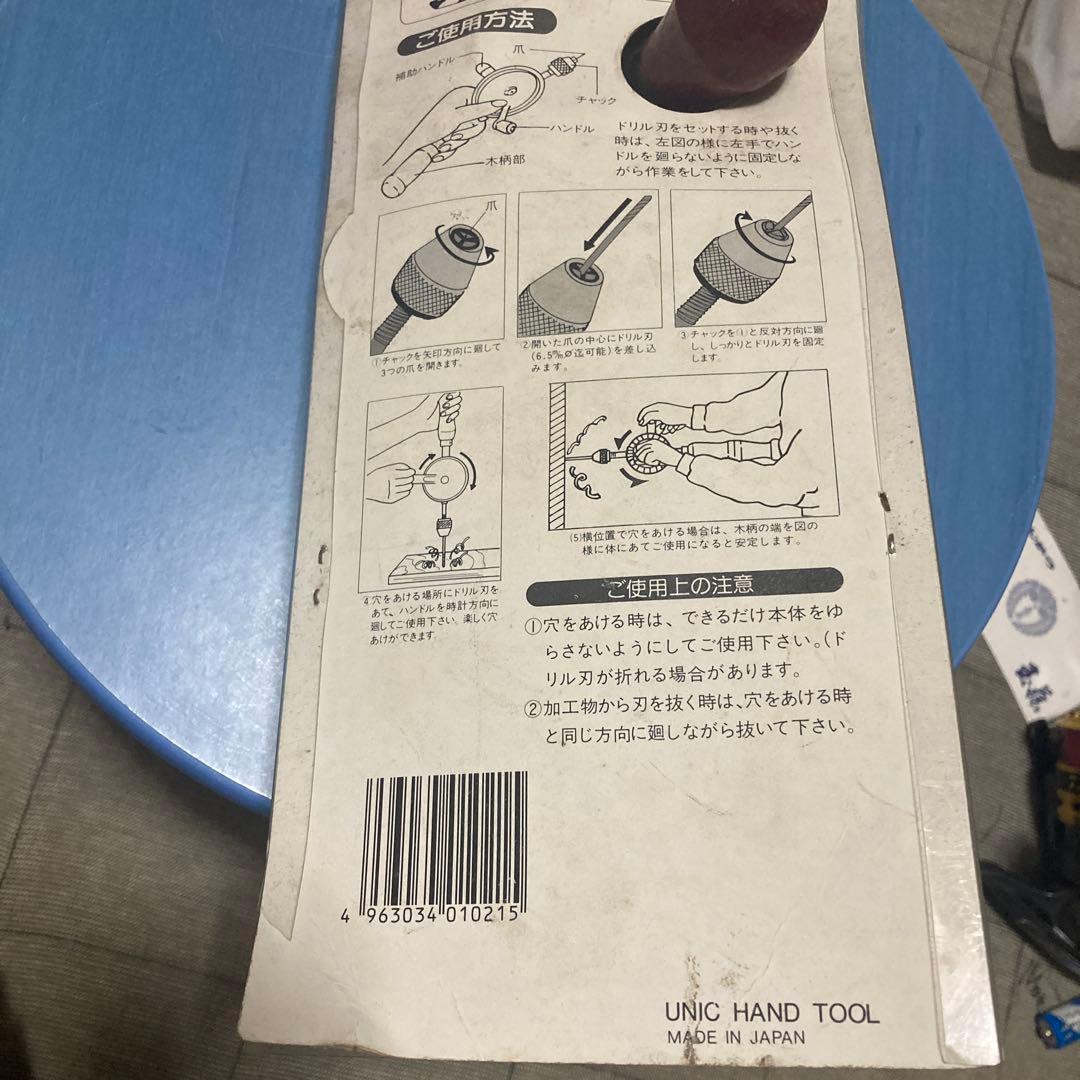 ご使用方法
爪
補助ハンドル
チャック
ハンドル
木柄部
ドリル刃をセットする時や抜く
時は、左図の様に左手でハン
ドルを廻らないように固定しな
がら作業をして下さい。
爪
①チャックを矢印方向に廻して
3つの爪を開きます。
②開いた爪の中心にドリル刃
(6.5㎜Ø迄可能)を差し込
みます。
③チャックを①と反対方向に廻
し、しっかりとドリル刃を固定
します。
4.穴をあける場所にドリル刃を
あて、ハンドルを時計方向に
廻してご使用下さい。楽しく穴
あけができます。
(5)横位置で穴をあける場合は、木柄の端を図の
様に体にあてご使用になると安定します。
ご使用上の注意
①穴をあける時は、できるだけ本体をゆ
らさないようにしてご使用下さい。(ド
リル刃が折れる場合があります。
②加工物から刃を抜く時は、穴をあける時
と同じ方向に廻しながら抜いて下さい。
4 963034 010215
UNIC HAND TOOL
MADE IN JAPAN